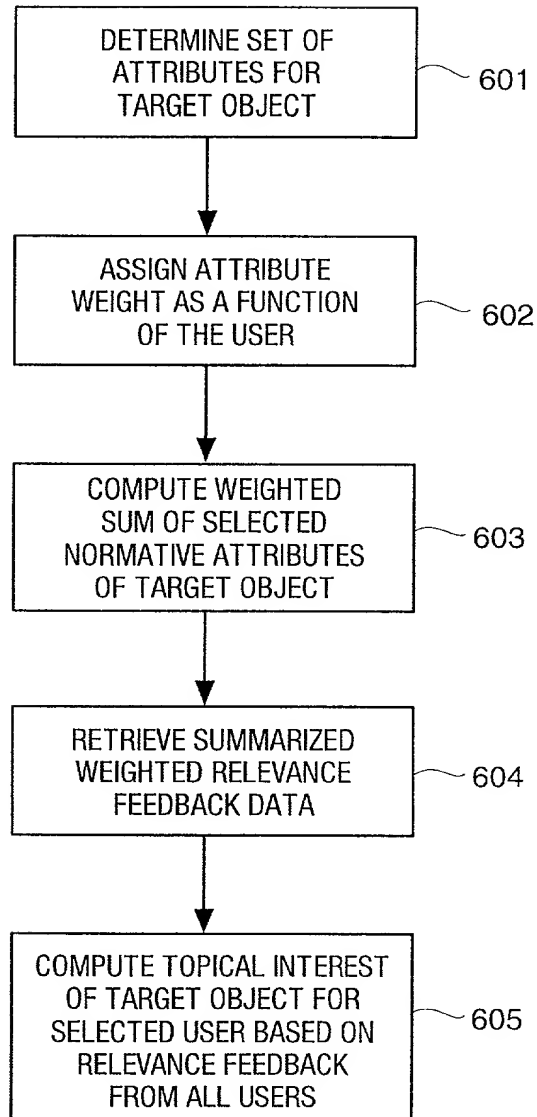 DETERMINE SET OF
ATTRIBUTES FOR
TARGET OBJECT
601
ASSIGN ATTRIBUTE
WEIGHT AS A FUNCTION
OF THE USER
602
COMPUTE WEIGHTED
SUM OF SELECTED
NORMATIVE ATTRIBUTES
OF TARGET OBJECT
603
RETRIEVE SUMMARIZED
WEIGHTED RELEVANCE
FEEDBACK DATA
604
COMPUTE TOPICAL INTEREST
OF TARGET OBJECT FOR
SELECTED USER BASED ON
RELEVANCE FEEDBACK
FROM ALL USERS
605